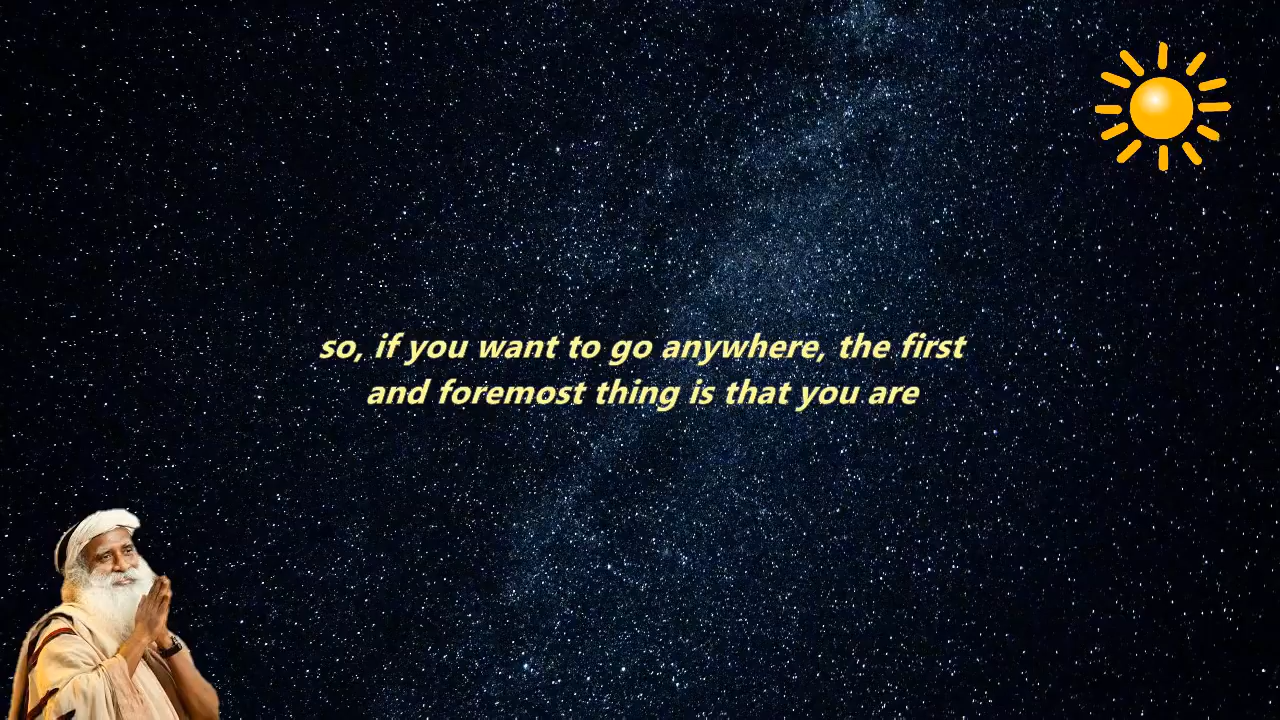 so, if you want to go anywhere, the first
and foremost thing is that you are